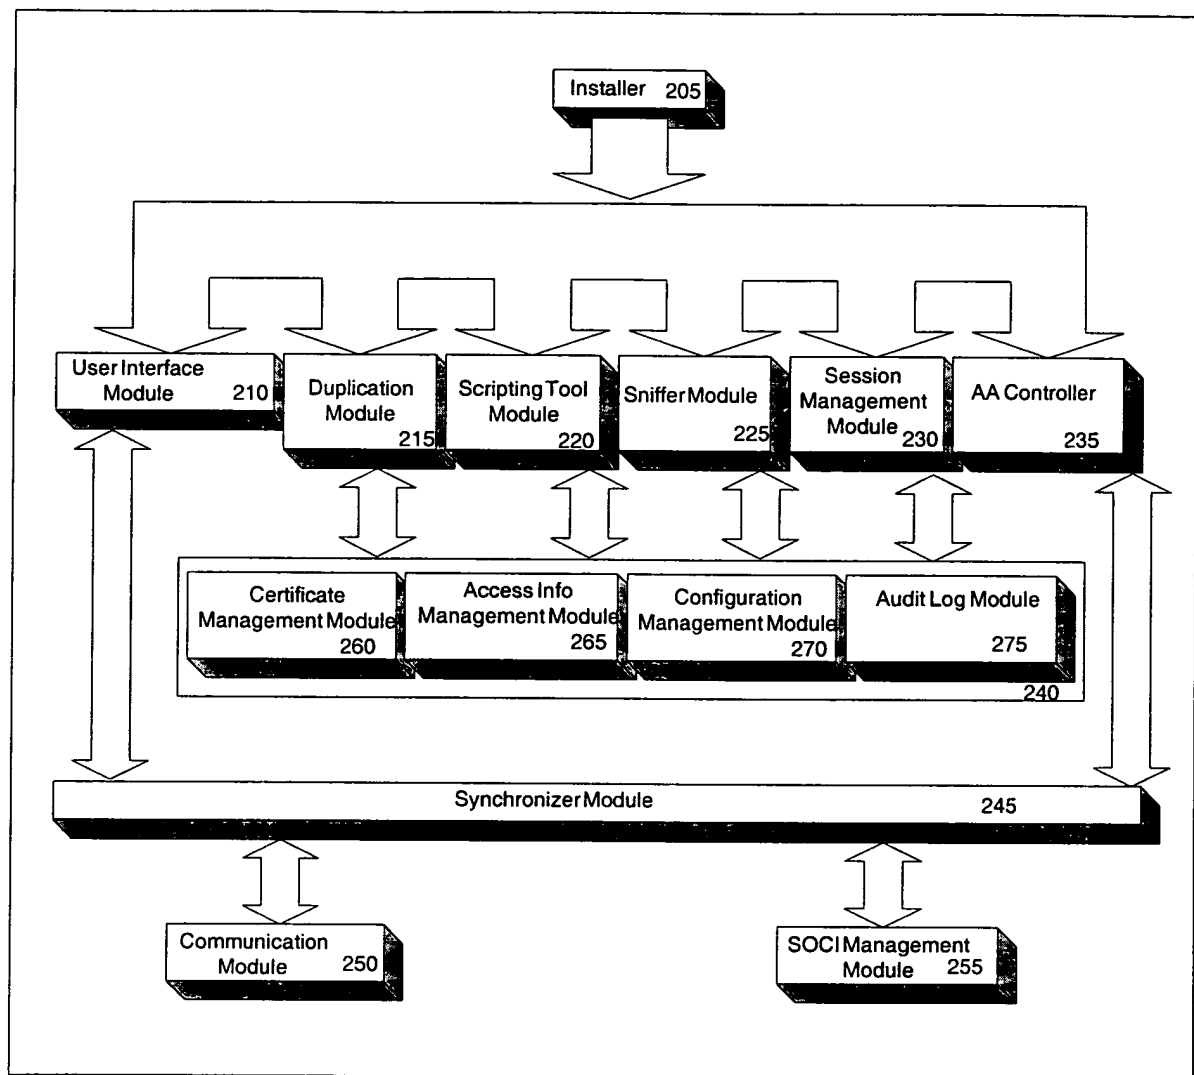 Installer 205
User Interface
Module 210
Duplication
Module
215
Scripting Tool
Module
220
Sniffer Module
225
Session
Management
Module
230
AA Controller
235
Certificate
Management Module
260
Access Info
Management Module
265
Configuration
Management Module
270
Audit Log Module
275
240
Synchronizer Module 245
Communication
Module 250
SOCI Management
Module 255